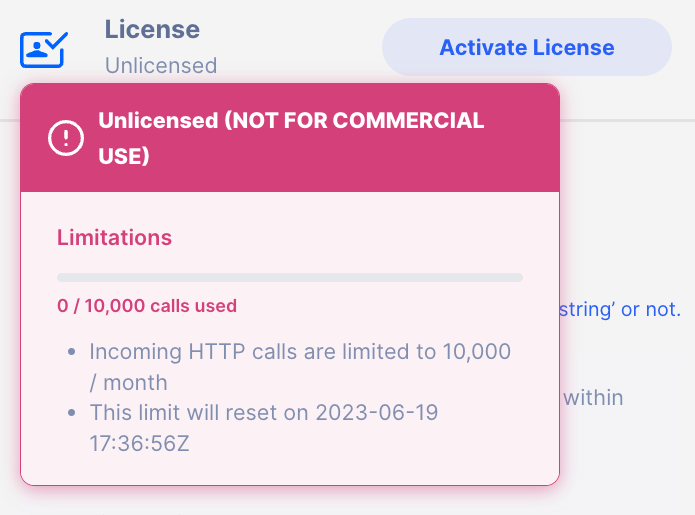 License
Unlicensed
Activate License
Unlicensed (NOT FOR COMMERCIAL
USE)
Limitations
0 / 10,000 calls used
string’ or not.
• Incoming HTTP calls are limited to 10,000
/ month
within
• This limit will reset on 2023-06-19
17:36:56Z